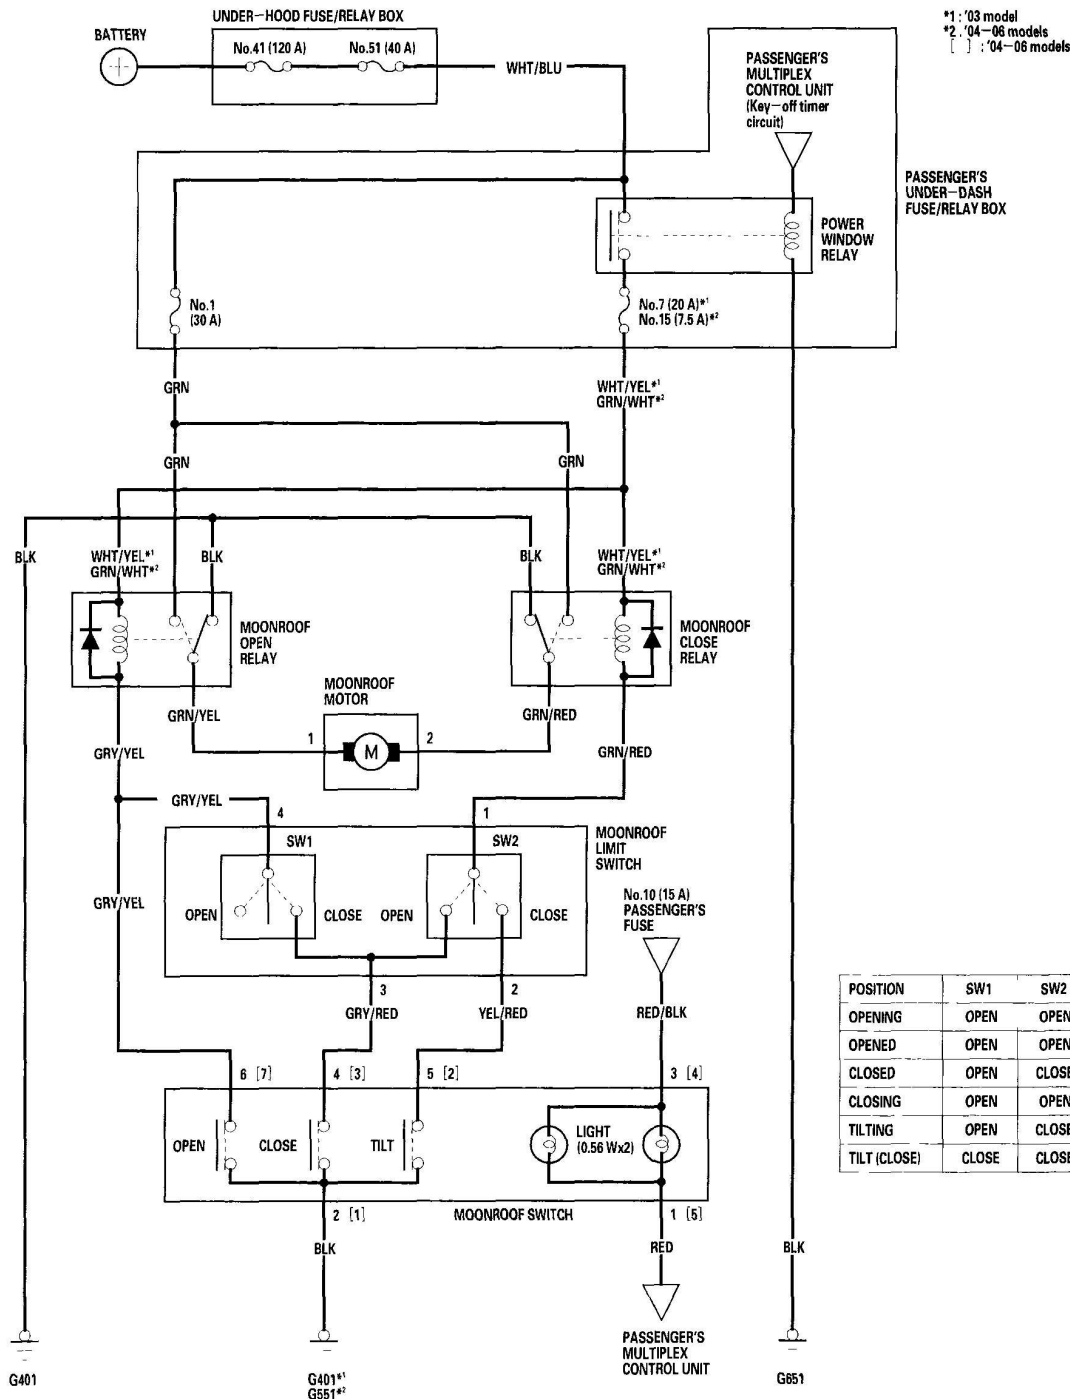 UNDER-HOOD FUSE/RELAY BOX
*1 : '03 model
*2 . '04-06 models
[ ] : '04-06 models
BATTERY
No.41 (120 A)
No.51 (40 A)
WHT/BLU
PASSENGER'S
MULTIPLEX
CONTROL UNIT
(Key-off timer
circuit)
PASSENGER'S
UNDER-DASH
FUSE/RELAY BOX
POWER
WINDOW
RELAY
No.1
(30 A)
No.7 (20 A)*1
No.15 (7.5 A)*2
GRN
WHT/YEL*1
GRN/WHT*2
GRN
GRN
BLK
WHT/YEL*1
GRN/WHT*2
BLK
BLK
WHT/YEL*1
GRN/WHT*2
MOONROOF
OPEN
RELAY
MOONROOF
CLOSE
RELAY
MOONROOF
MOTOR
GRN/YEL
GRN/RED
1
M
2
GRY/YEL
GRN/RED
GRY/YEL
4
1
SW1
SW2
MOONROOF
LIMIT
SWITCH
GRY/YEL
OPEN
CLOSE
OPEN
CLOSE
No.10 (15 A)
PASSENGER'S
FUSE
3
2
GRY/RED
YEL/RED
RED/BLK
POSITION SW1 SW2
OPENING OPEN OPEN
OPENED OPEN OPEN
CLOSED OPEN CLOSE
CLOSING OPEN OPEN
TILTING OPEN CLOSE
TILT (CLOSE) CLOSE CLOSE
6 [7]
4 [3]
5 [2]
3 [4]
OPEN
CLOSE
TILT
LIGHT
(0.56 Wx2)
2 [1]
MOONROOF SWITCH
1 [5]
BLK
RED
BLK
G401
G401*1
G551*2
PASSENGER'S
MULTIPLEX
CONTROL UNIT
G651